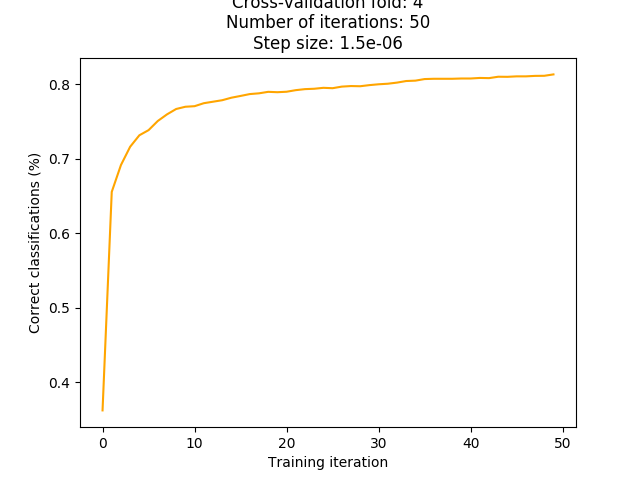 Cross-validation fold: 4
Number of iterations: 50
Step size: 1.5e-06
0.8
0.7
0.6
0.5
0.4
Correct classifications (%)
0
10
20
30
40
50
Training iteration